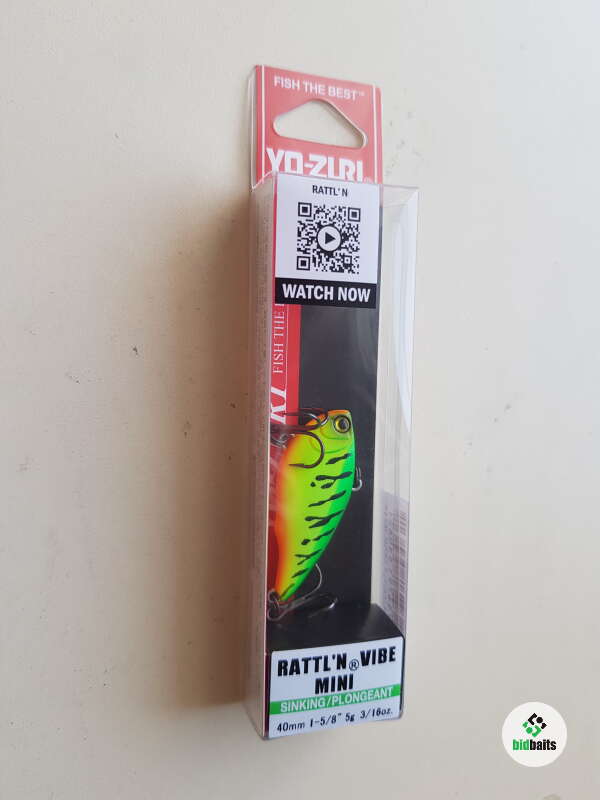 FISH THE BEST™
YO-ZURI
RATTL'N
WATCH NOW
FISH THE
RATTL'N® VIBE
MINI
SINKING/PLONGEANT
40mm 1-5/8" 5g 3/16oz.
bidbaits